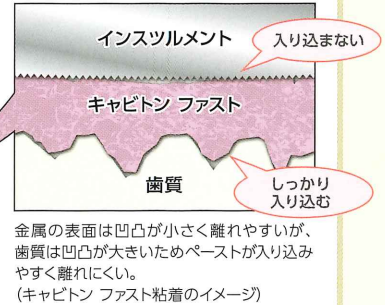 インスツルメント
入り込まない
キャビトン ファスト
歯質
しっかり
入り込む
金属の表面は凹凸が小さく離れやすいが、
歯質は凹凸が大きいためペーストが入り込み
やすく離れにくい。
(キャビトン ファスト粘着のイメージ)